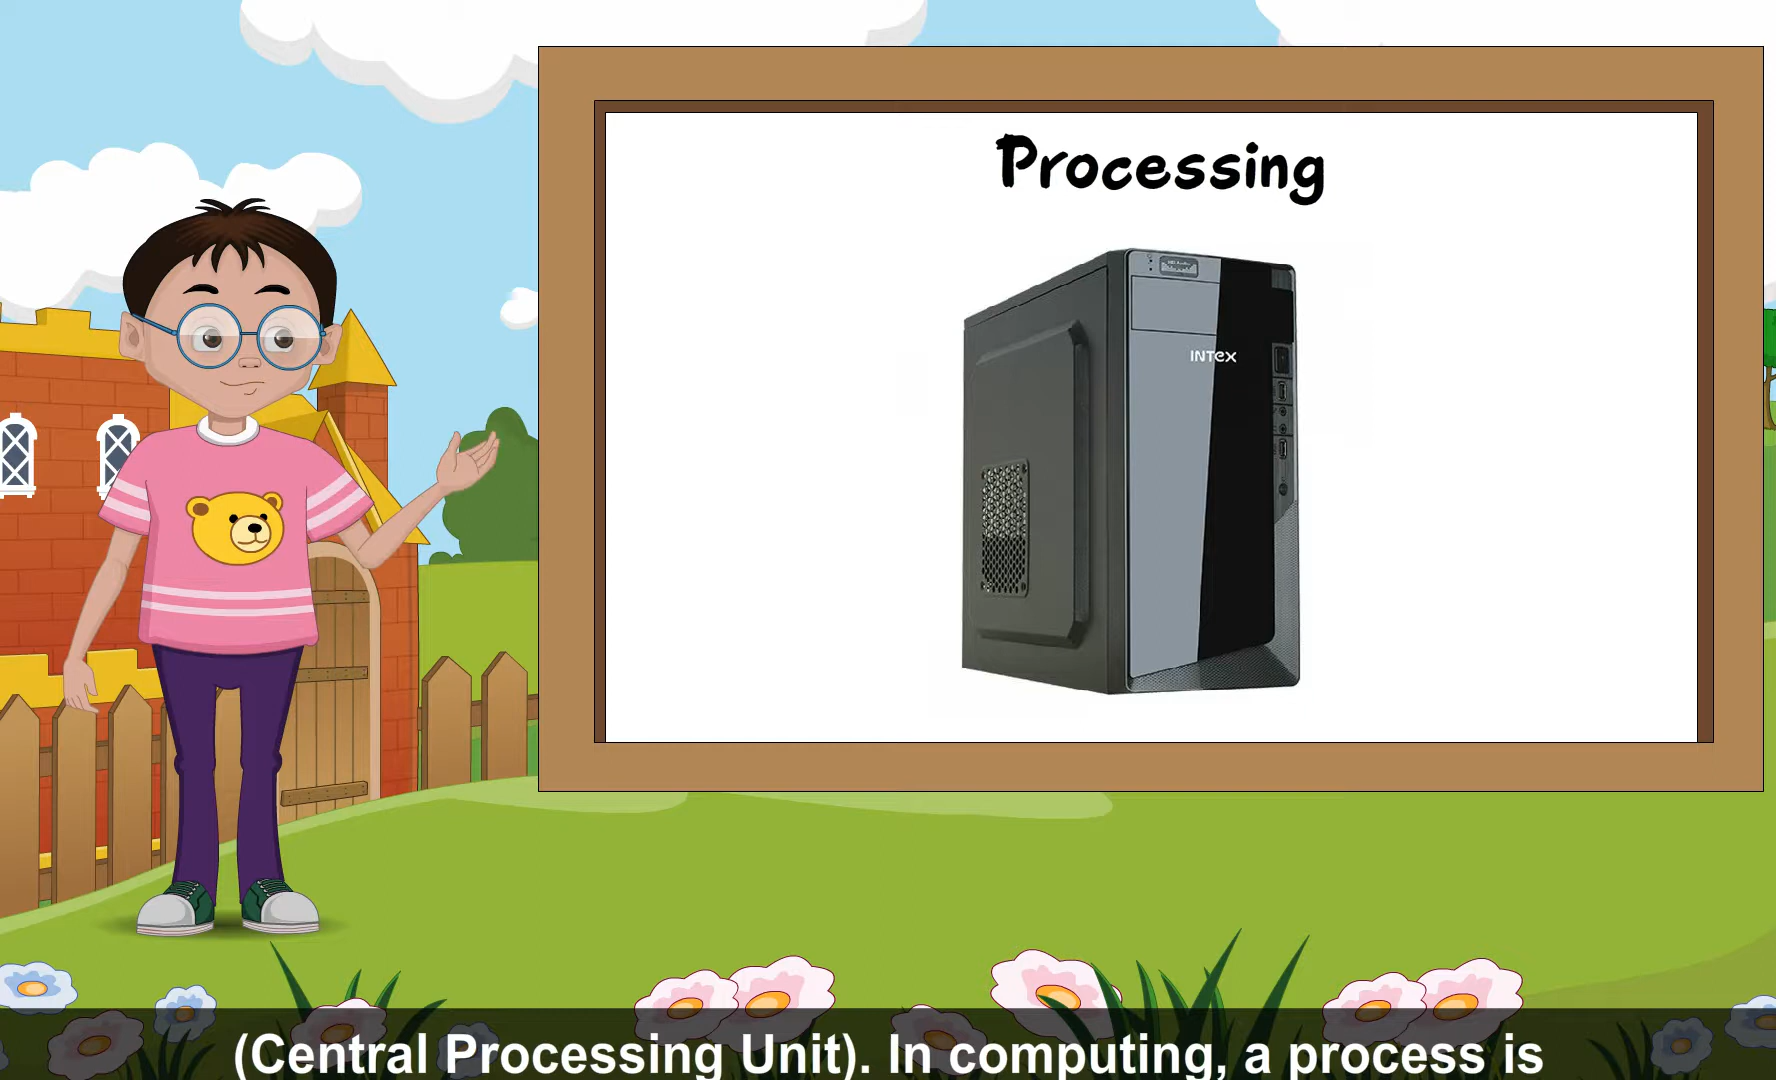 Processing
INTEX
(Central Processing Unit). In computing, a process is